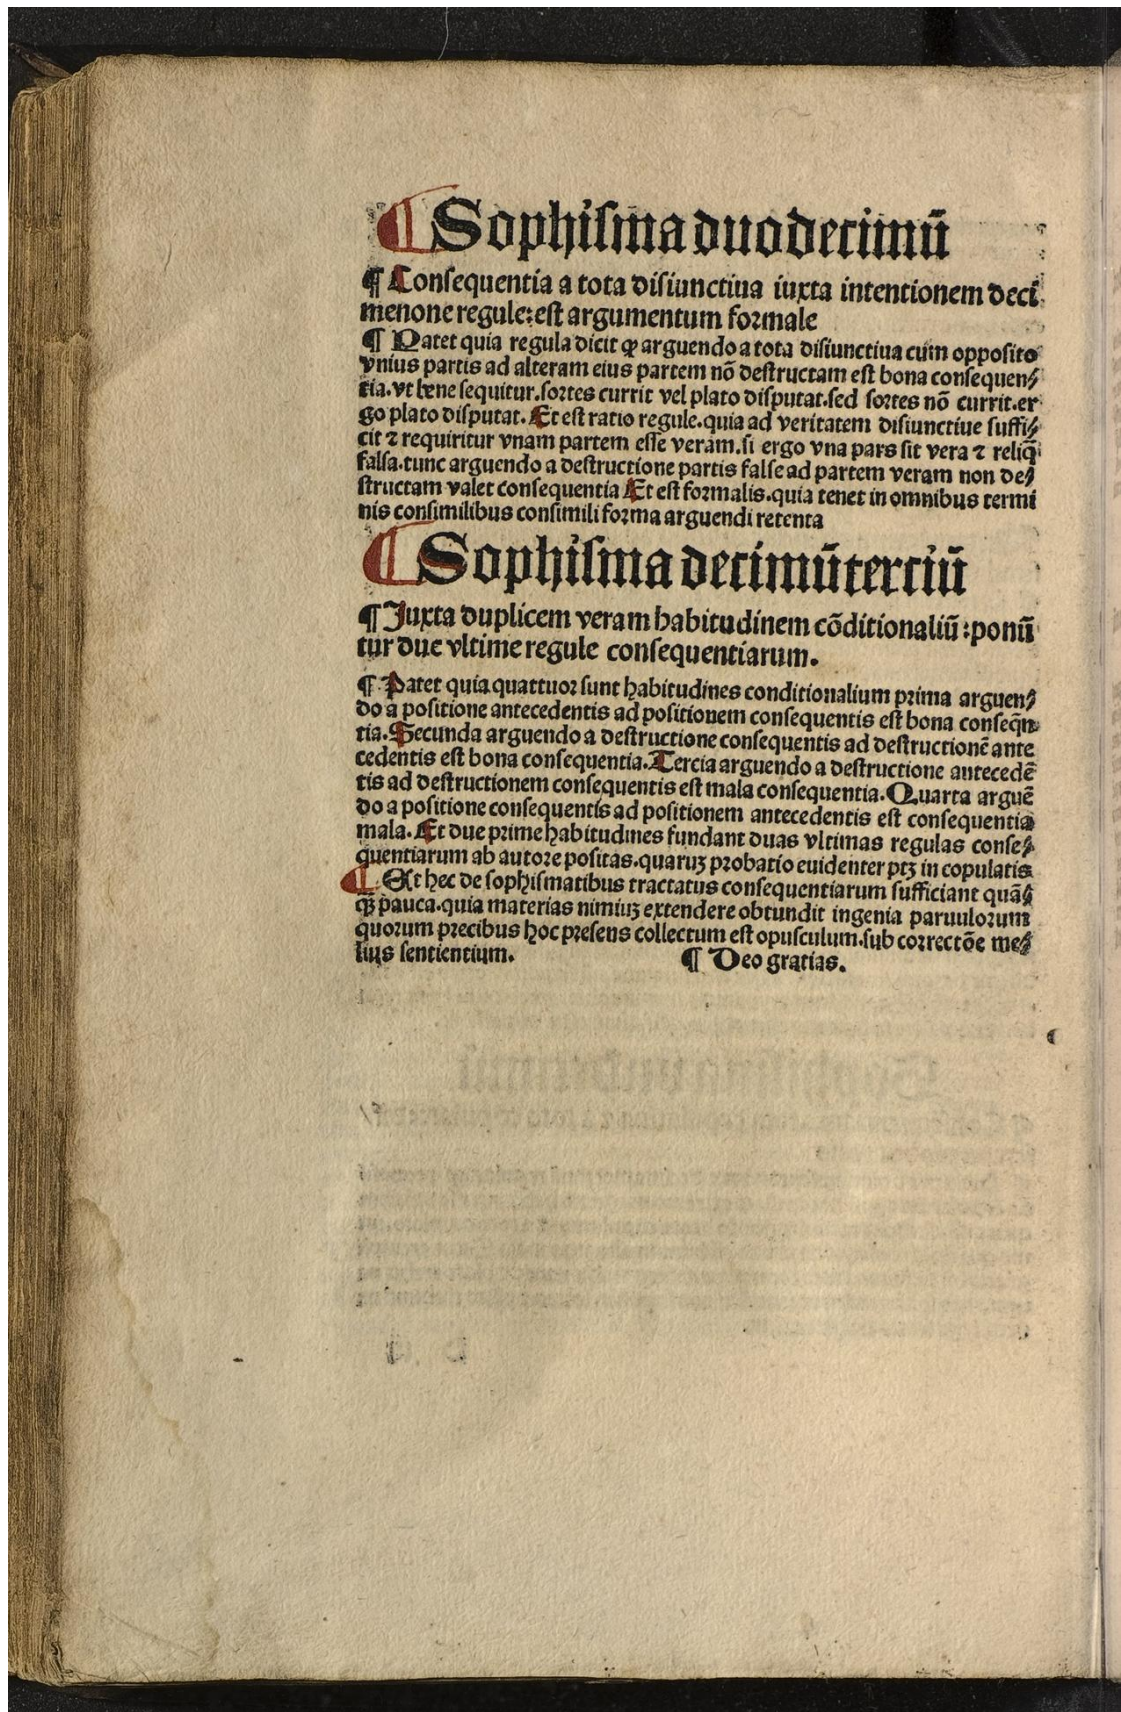 ¶ Sophisma duodecimū
¶ Consequentia a tota disiunctiua iuxta intentionem deci
menone regule: est argumentum formale
¶ Patet quia regula dicit ꝙ arguendo a tota disiunctiua cum opposito
vnius partis ad alteram eius partem nō destructam est bona consequen⸗
tia. vt bene sequitur. sortes currit vel plato disputat. sed sortes nō currit. er
go plato disputat. Et est ratio regule. quia ad veritatem disiunctiue suffi⸗
cit ⁊ requiritur vnam partem esse veram. si ergo vna pars sit vera ⁊ reliq̄
falsa. tunc arguendo a destructione partis false ad partem veram non de⸗
structam valet consequentia Et est formalis. quia tenet in omnibus termi
nis consimilibus consimili forma arguendi retenta
¶ Sophisma decimūterciū
¶ Juxta duplicem veram habitudinem cōditionaliū: ponū
tur due vltime regule consequentiarum.
¶ Patet quia quattuor sunt habitudines conditionalium prima arguen⸗
do a positione antecedentis ad positionem consequentis est bona conseq̄n
tia. Secunda arguendo a destructione consequentis ad destructionē ante
cedentis est bona consequentia. Tercia arguendo a destructione antecedē
tis ad destructionem consequentis est mala consequentia. Quarta arguē
do a positione consequentis ad positionem antecedentis est consequentia
mala. Et due prime habitudines fundant duas vltimas regulas conse⸗
quentiarum ab autore positas. quaruꝫ probatio euidenter ptꝫ in copulatis
¶ At hec de sophismatibus tractatus consequentiarum sufficiant quā⸗
qꝫ pauca. quia materias nimiuꝫ extendere obtundit ingenia paruulorum
quorum precibus hoc presens collectum est opusculum. sub correctōe me⸗
lius sentientium. ¶ Deo gratias.